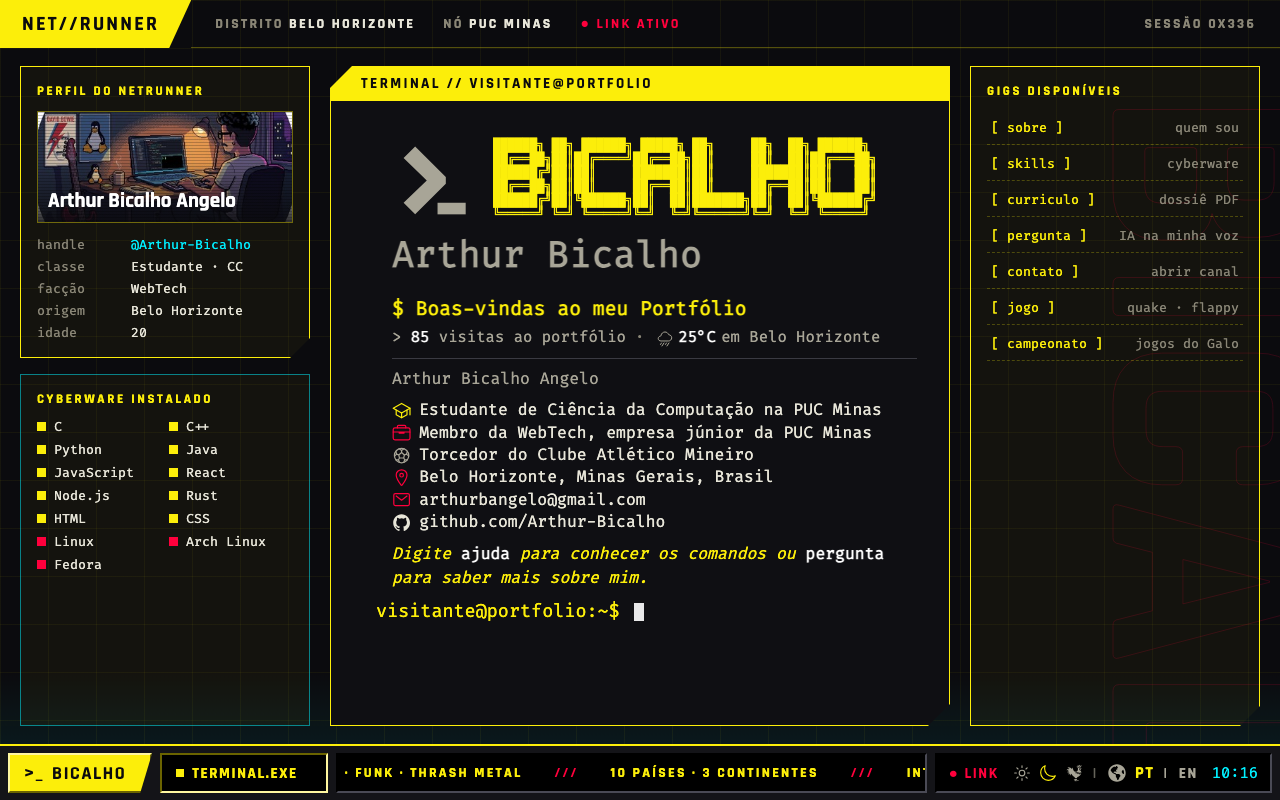 NET//RUNNER
DISTRITO BELO HORIZONTE
NÓ PUC MINAS
LINK ATIVO
SESSÃO 0X336
PERFIL DO NETRUNNER
Arthur Bicalho Angelo
handle @Arthur-Bicalho
classe Estudante · CC
facção WebTech
origem Belo Horizonte
idade 20
CYBERWARE INSTALADO
C C++
Python Java
JavaScript React
Node.js Rust
HTML CSS
Linux Arch Linux
Fedora
TERMINAL // VISITANTE@PORTFOLIO
>_ BICALHO
Arthur Bicalho
$ Boas-vindas ao meu Portfólio
> 85 visitas ao portfólio · 25°C em Belo Horizonte
Arthur Bicalho Angelo
Estudante de Ciência da Computação na PUC Minas
Membro da WebTech, empresa júnior da PUC Minas
Torcedor do Clube Atlético Mineiro
Belo Horizonte, Minas Gerais, Brasil
arthurbangelo@gmail.com
github.com/Arthur-Bicalho
Digite ajuda para conhecer os comandos ou pergunta
para saber mais sobre mim.
visitante@portfolio:~$
GIGS DISPONÍVEIS
[ sobre ] quem sou
[ skills ] cyberware
[ curriculo ] dossiê PDF
[ pergunta ] IA na minha voz
[ contato ] abrir canal
[ jogo ] quake · flappy
[ campeonato ] jogos do Galo
>_ BICALHO
TERMINAL.EXE
· FUNK · THRASH METAL /// 10 PAÍSES · 3 CONTINENTES ///
LINK
PT | EN
10:16